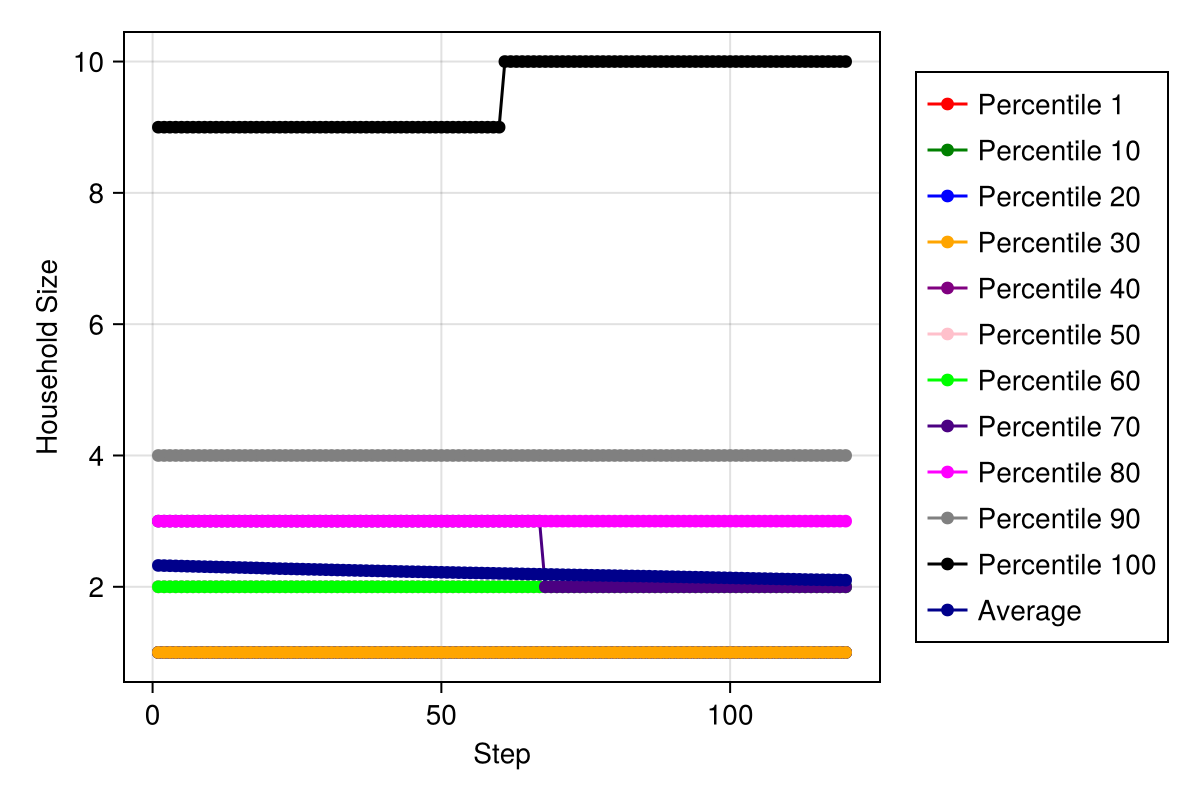 10
8
6
4
2
Household Size
0
50
100
Step
Percentile 1
Percentile 10
Percentile 20
Percentile 30
Percentile 40
Percentile 50
Percentile 60
Percentile 70
Percentile 80
Percentile 90
Percentile 100
Average